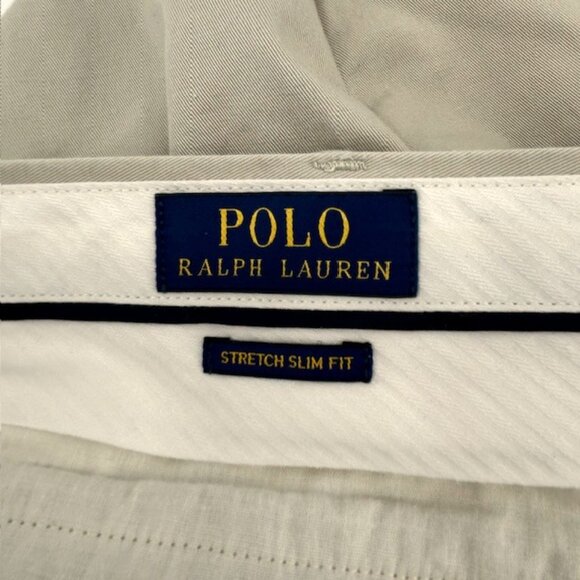 POLO
RALPH LAUREN
STRETCH SLIM FIT